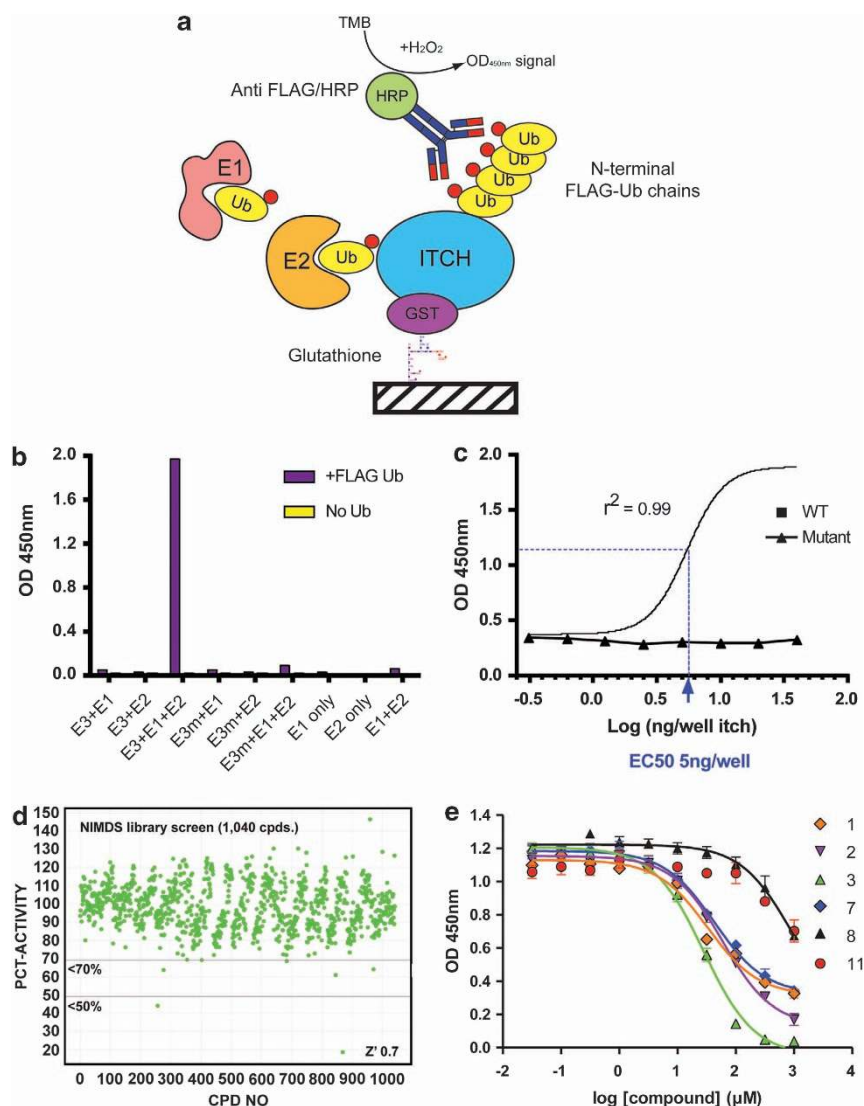 a
TMB
+H₂O₂
OD₄₅₀ₙₘ signal
Anti FLAG/HRP
HRP
Ub
Ub
Ub
Ub
N-terminal
FLAG-Ub chains
E1
Ub
E2
Ub
ITCH
GST
Glutathione
b
2.0
1.6
1.2
0.8
0.4
0.0
OD 450nm
+FLAG Ub
No Ub
E3+E1
E3+E2
E3+E1+E2
E3m+E1
E3m+E2
E3m+E1+E2
E1 only
E2 only
E1+E2
c
2.0
1.5
1.0
0.5
0.0
OD 450nm
r² = 0.99
WT
Mutant
-0.5 0.0 0.5 1.0 1.5 2.0
Log (ng/well itch)
EC50 5ng/well
d
150
140
130
120
110
100
90
80
70
60
50
40
30
20
PCT-ACTIVITY
NIMDS library screen (1,040 cpds.)
<70%
<50%
Z' 0.7
0 100 200 300 400 500 600 700 800 900 1000
CPD NO
e
1.4
1.2
1.0
0.8
0.6
0.4
0.2
0.0
OD 450nm
1
2
3
7
8
11
-2 -1 0 1 2 3 4
log [compound] (µM)